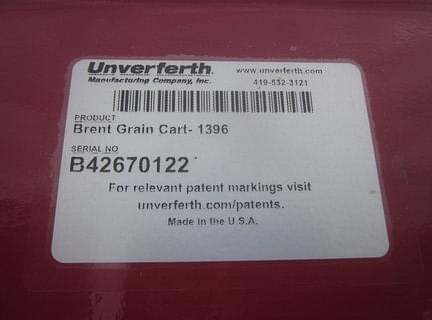 Unverferth
Manufacturing Company, Inc.
www.unverferth.com
419-532-3121
PRODUCT
Brent Grain Cart- 1396
SERIAL NO
B42670122
For relevant patent markings visit
unverferth.com/patents.
Made in the U.S.A.